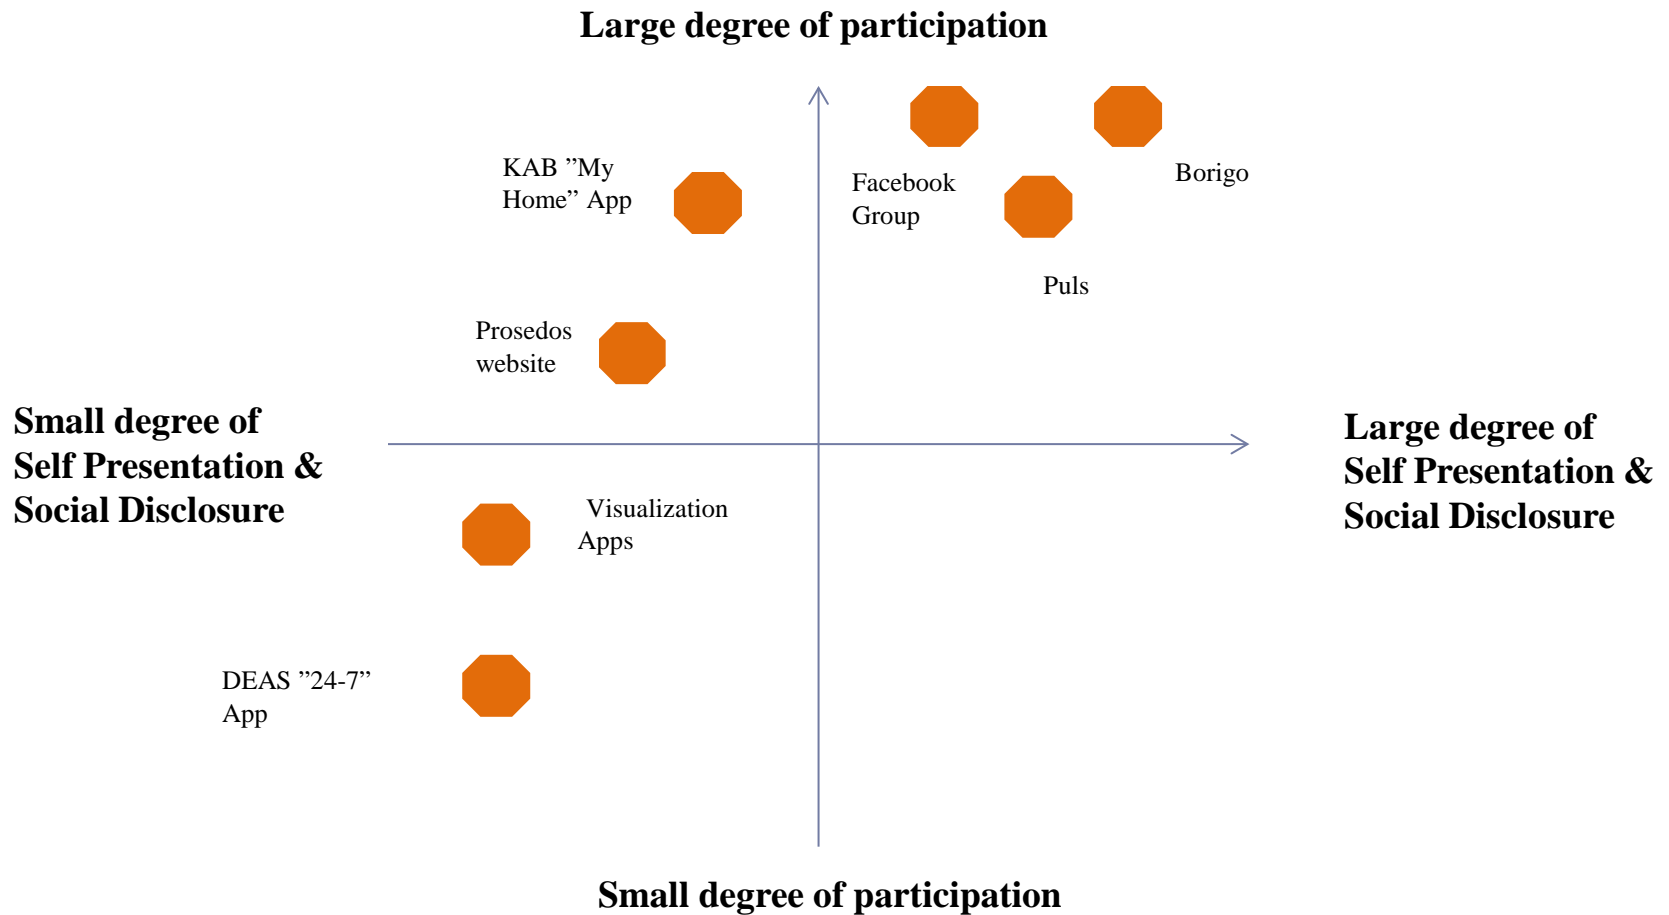 Large degree of participation
KAB ”My
Home” App
Facebook
Group
Borigo
Puls
Prosedos
website
Small degree of
Self Presentation &
Social Disclosure
Large degree of
Self Presentation &
Social Disclosure
Visualization
Apps
DEAS ”24-7”
App
Small degree of participation